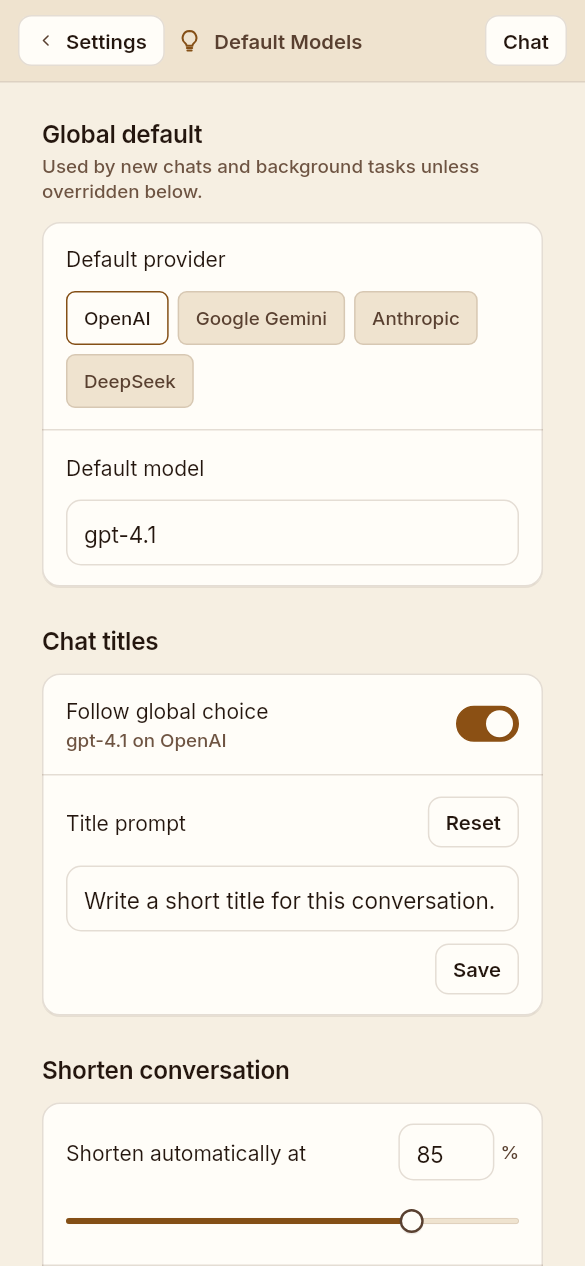 Settings
Default Models
Chat
Global default
Used by new chats and background tasks unless
overridden below.
Default provider
OpenAI
Google Gemini
Anthropic
DeepSeek
Default model
gpt-4.1
Chat titles
Follow global choice
gpt-4.1 on OpenAI
Title prompt
Reset
Write a short title for this conversation.
Save
Shorten conversation
Shorten automatically at
85
%